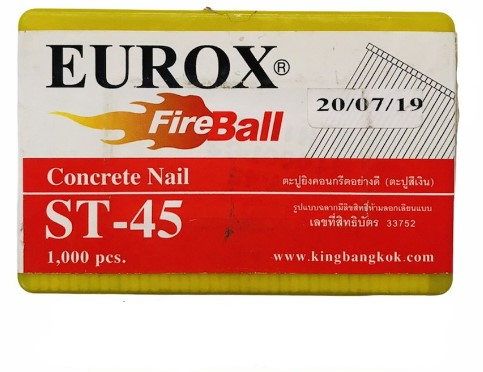 EUROX®
20/07/19
FireBall
Concrete Nail
ตะปูยิงคอนกรีตอย่างดี (ตะปูสีเงิน)
ST-45
รูปแบบฉลากมีลิขสิทธิ์ห้ามลอกเลียนแบบ
เลขที่สิทธิบัตร 33752
1,000 pcs.
www.kingbangkok.com